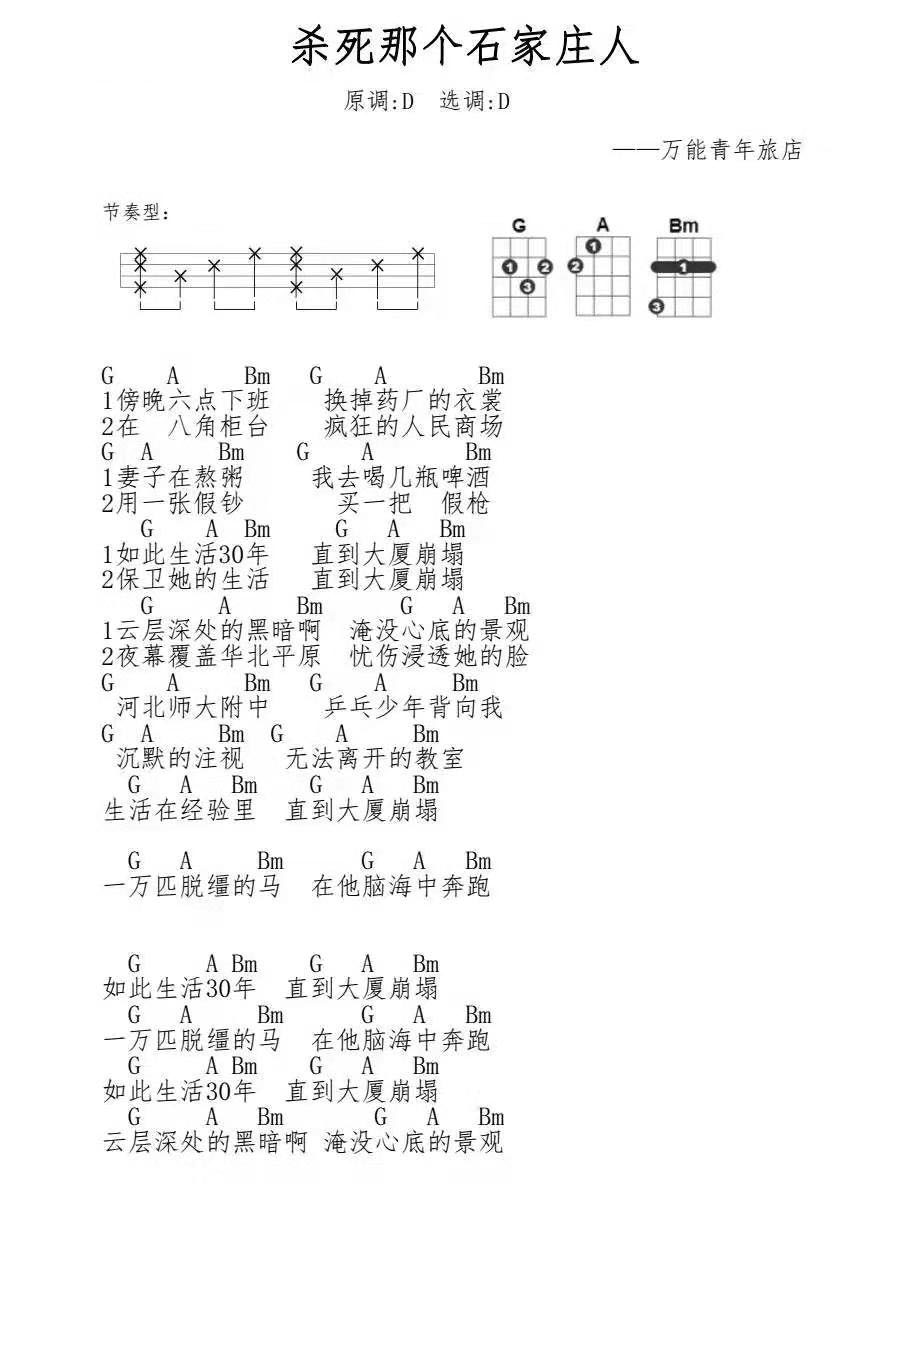 杀死那个石家庄人
原调:D 选调:D
——万能青年旅店
节奏型:
G A Bm
1 2 3 1 2 1 3
G A Bm G A Bm
1傍晚六点下班 换掉药厂的衣裳
2在 八角柜台 疯狂的人民商场
G A Bm G A Bm
1妻子在熬粥 我去喝几瓶啤酒
2用一张假钞 买一把 假枪
G A Bm G A Bm
1如此生活30年 直到大厦崩塌
2保卫她的生活 直到大厦崩塌
G A Bm G A Bm
1云层深处的黑暗啊 淹没心底的景观
2夜幕覆盖华北平原 忧伤浸透她的脸
G A Bm G A Bm
河北师大附中 乒乓少年背向我
G A Bm G A Bm
沉默的注视 无法离开的教室
G A Bm G A Bm
生活在经验里 直到大厦崩塌
G A Bm G A Bm
一万匹脱缰的马 在他脑海中奔跑
G A Bm G A Bm
如此生活30年 直到大厦崩塌
G A Bm G A Bm
一万匹脱缰的马 在他脑海中奔跑
G A Bm G A Bm
如此生活30年 直到大厦崩塌
G A Bm G A Bm
云层深处的黑暗啊 淹没心底的景观